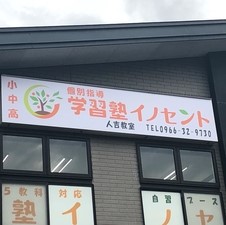 小中高
個別指導
学習塾イノセント
人吉教室 TEL0966-32-9730
5教科対応
塾イ
自習ブース
ノセ